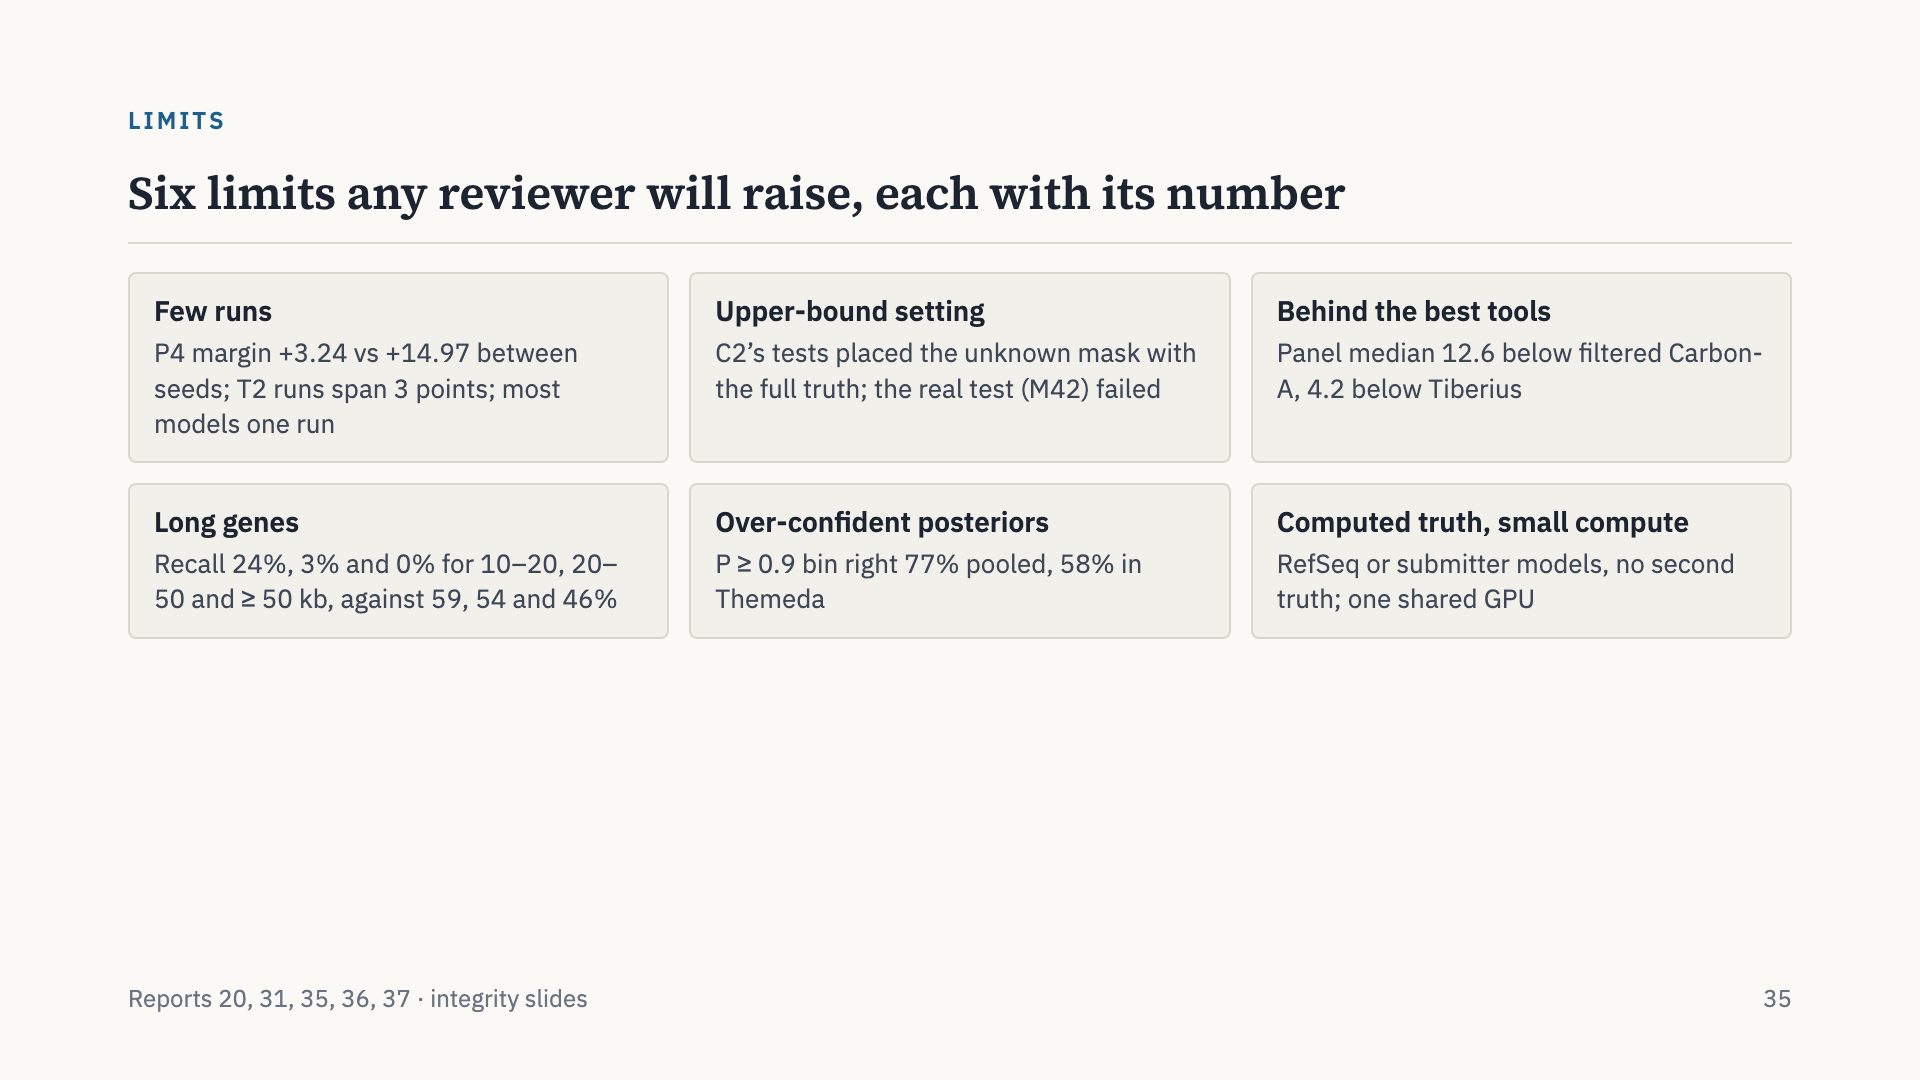 LIMITS
Six limits any reviewer will raise, each with its number
Few runs
P4 margin +3.24 vs +14.97 between
seeds; T2 runs span 3 points; most
models one run
Upper-bound setting
C2’s tests placed the unknown mask with
the full truth; the real test (M42) failed
Behind the best tools
Panel median 12.6 below filtered Carbon-
A, 4.2 below Tiberius
Long genes
Recall 24%, 3% and 0% for 10–20, 20–
50 and ≥ 50 kb, against 59, 54 and 46%
Over-confident posteriors
P ≥ 0.9 bin right 77% pooled, 58% in
Themeda
Computed truth, small compute
RefSeq or submitter models, no second
truth; one shared GPU
Reports 20, 31, 35, 36, 37 · integrity slides
35